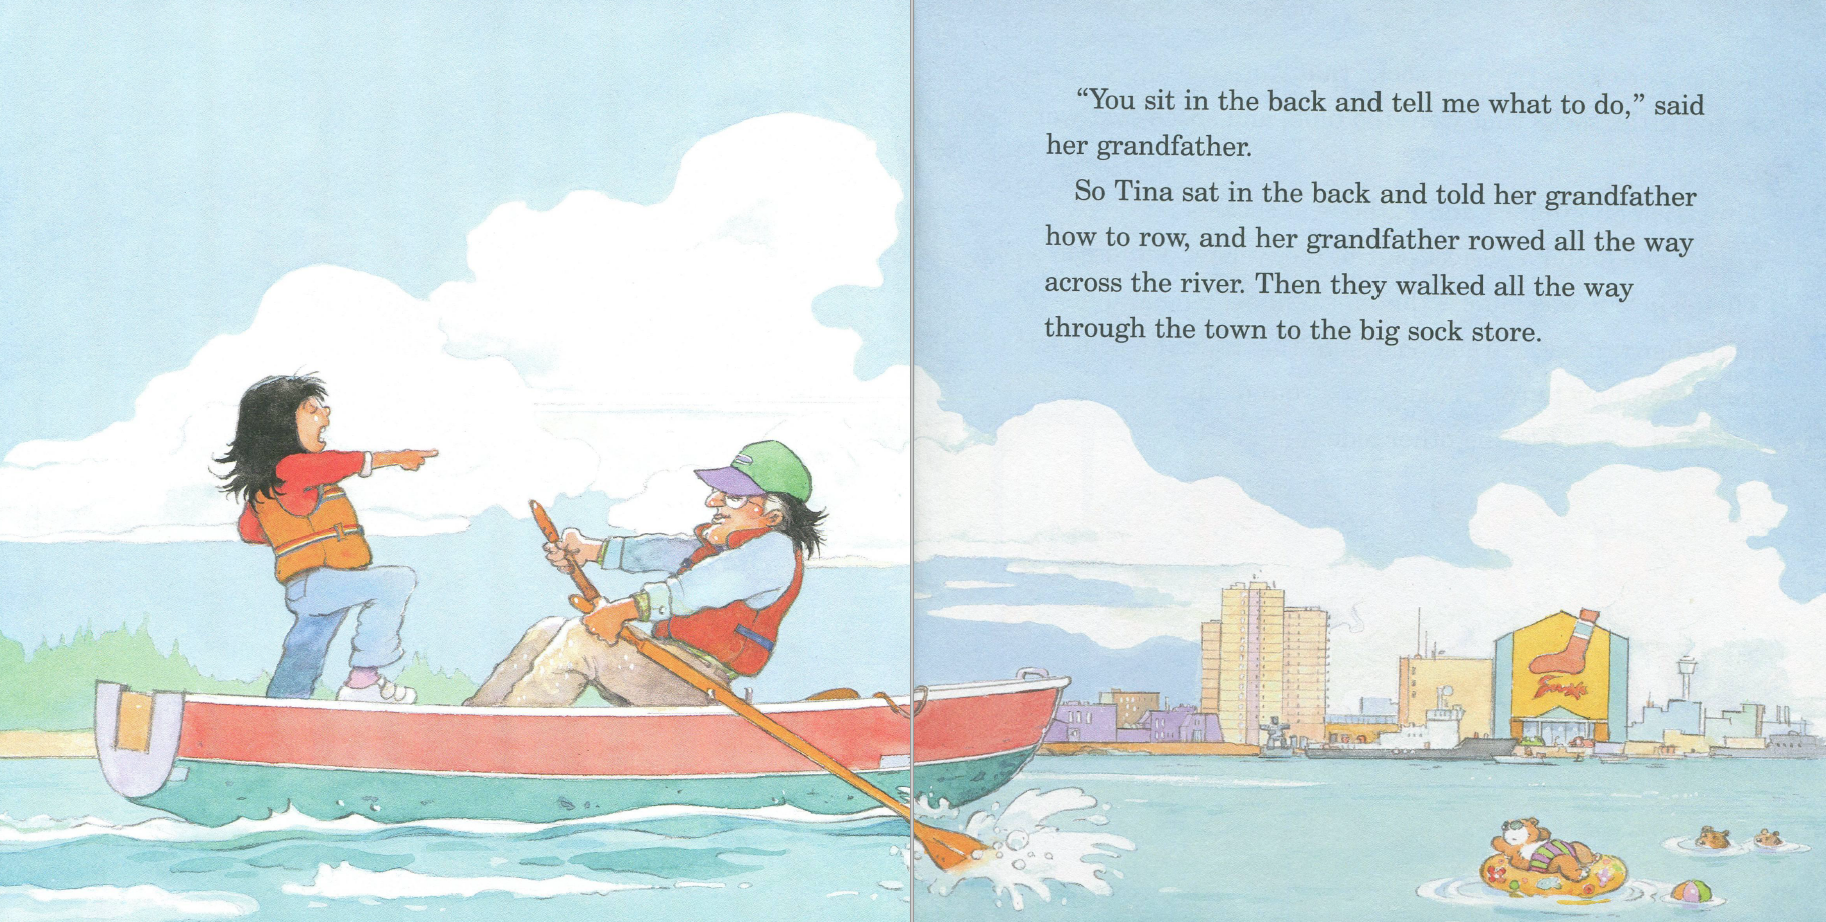 “You sit in the back and tell me what to do,” said
her grandfather.
So Tina sat in the back and told her grandfather
how to row, and her grandfather rowed all the way
across the river. Then they walked all the way
through the town to the big sock store.